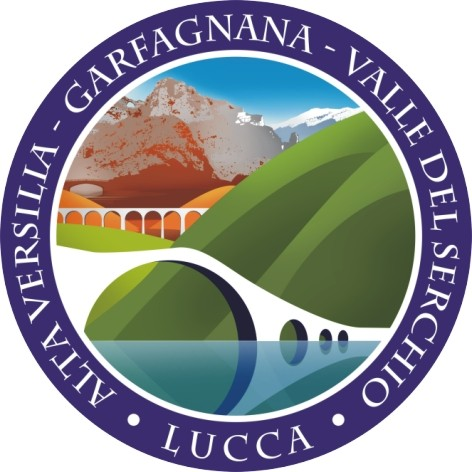 ALTA VERSILIA - GARFAGNANA - VALLE DEL SERCHIO
• LUCCA •